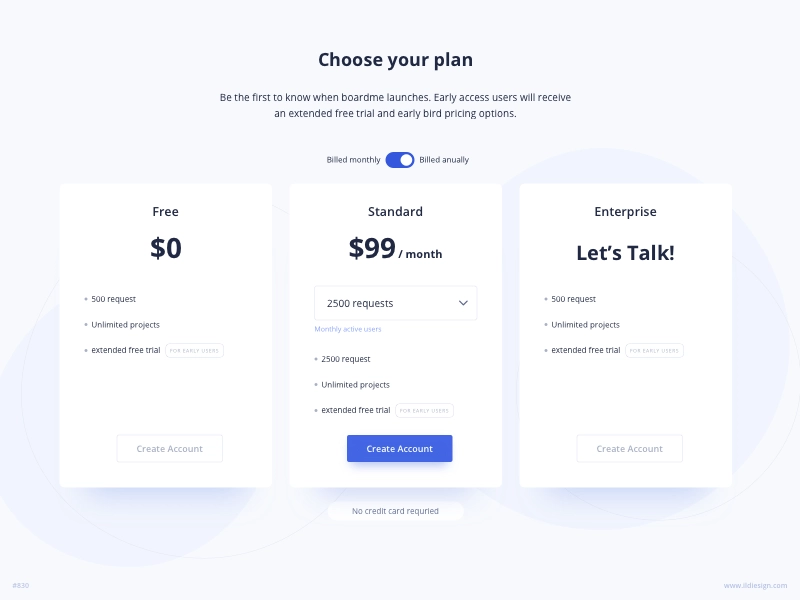 Choose your plan
Be the first to know when boardme launches. Early access users will receive
an extended free trial and early bird pricing options.
Billed monthly
Billed anually
Free
$0
500 request
Unlimited projects
extended free trial FOR EARLY USERS
Create Account
Standard
$99 / month
2500 requests
Monthly active users
2500 request
Unlimited projects
extended free trial FOR EARLY USERS
Create Account
Enterprise
Let's Talk!
500 request
Unlimited projects
extended free trial FOR EARLY USERS
Create Account
No credit card requried
#830
www.ildiesign.com